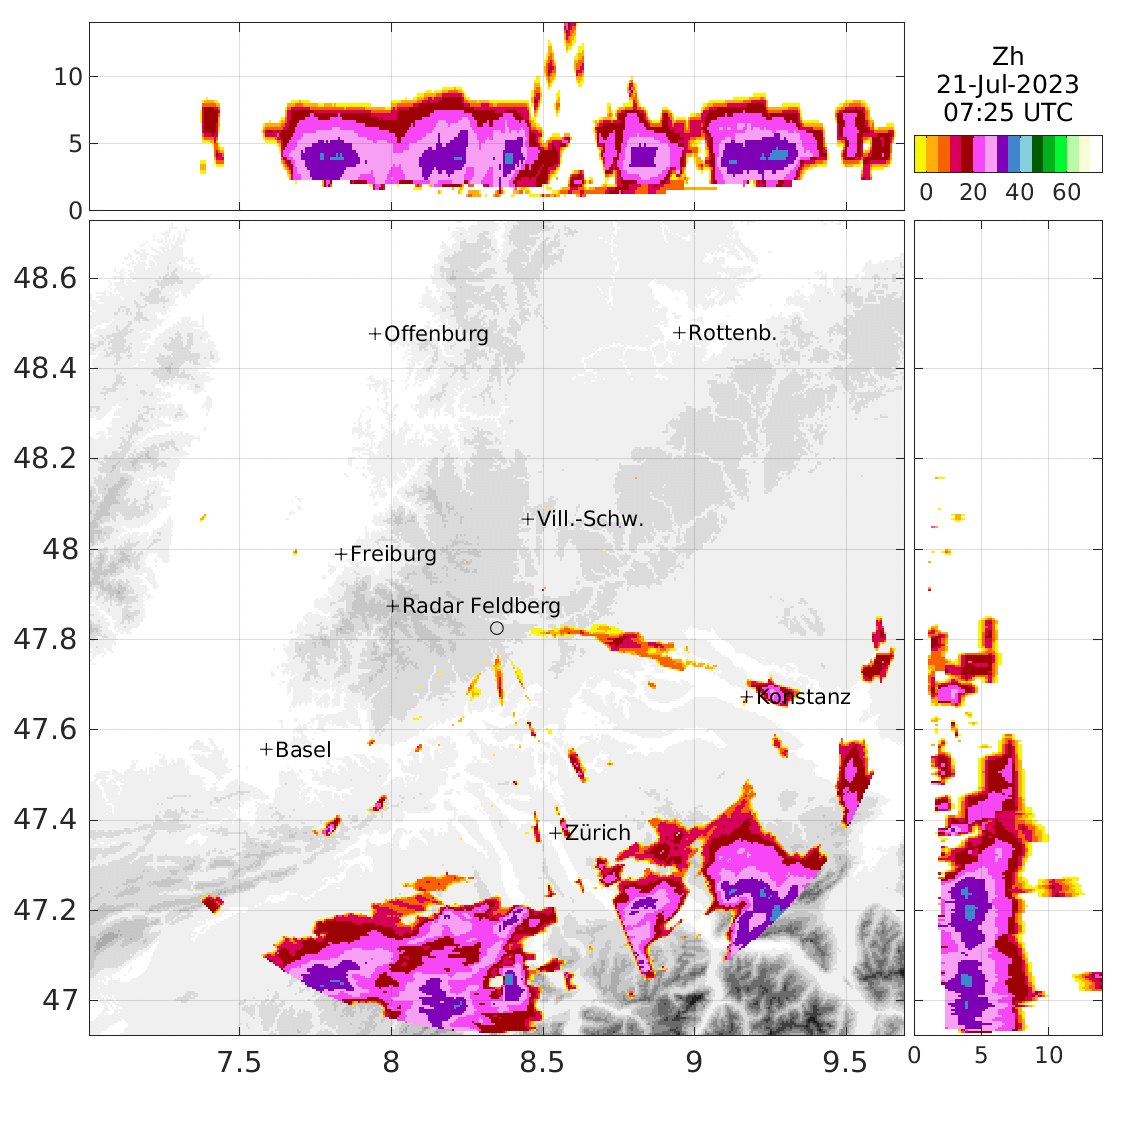 10
5
0
Zh
21-Jul-2023
07:25 UTC
0 20 40 60
48.6
48.4
48.2
48
47.8
47.6
47.4
47.2
47
+Offenburg
+Rottenb.
+Vill.-Schw.
+Freiburg
+Radar Feldberg
+Konstanz
+Basel
+Zürich
7.5 8 8.5 9 9.5
0 5 10